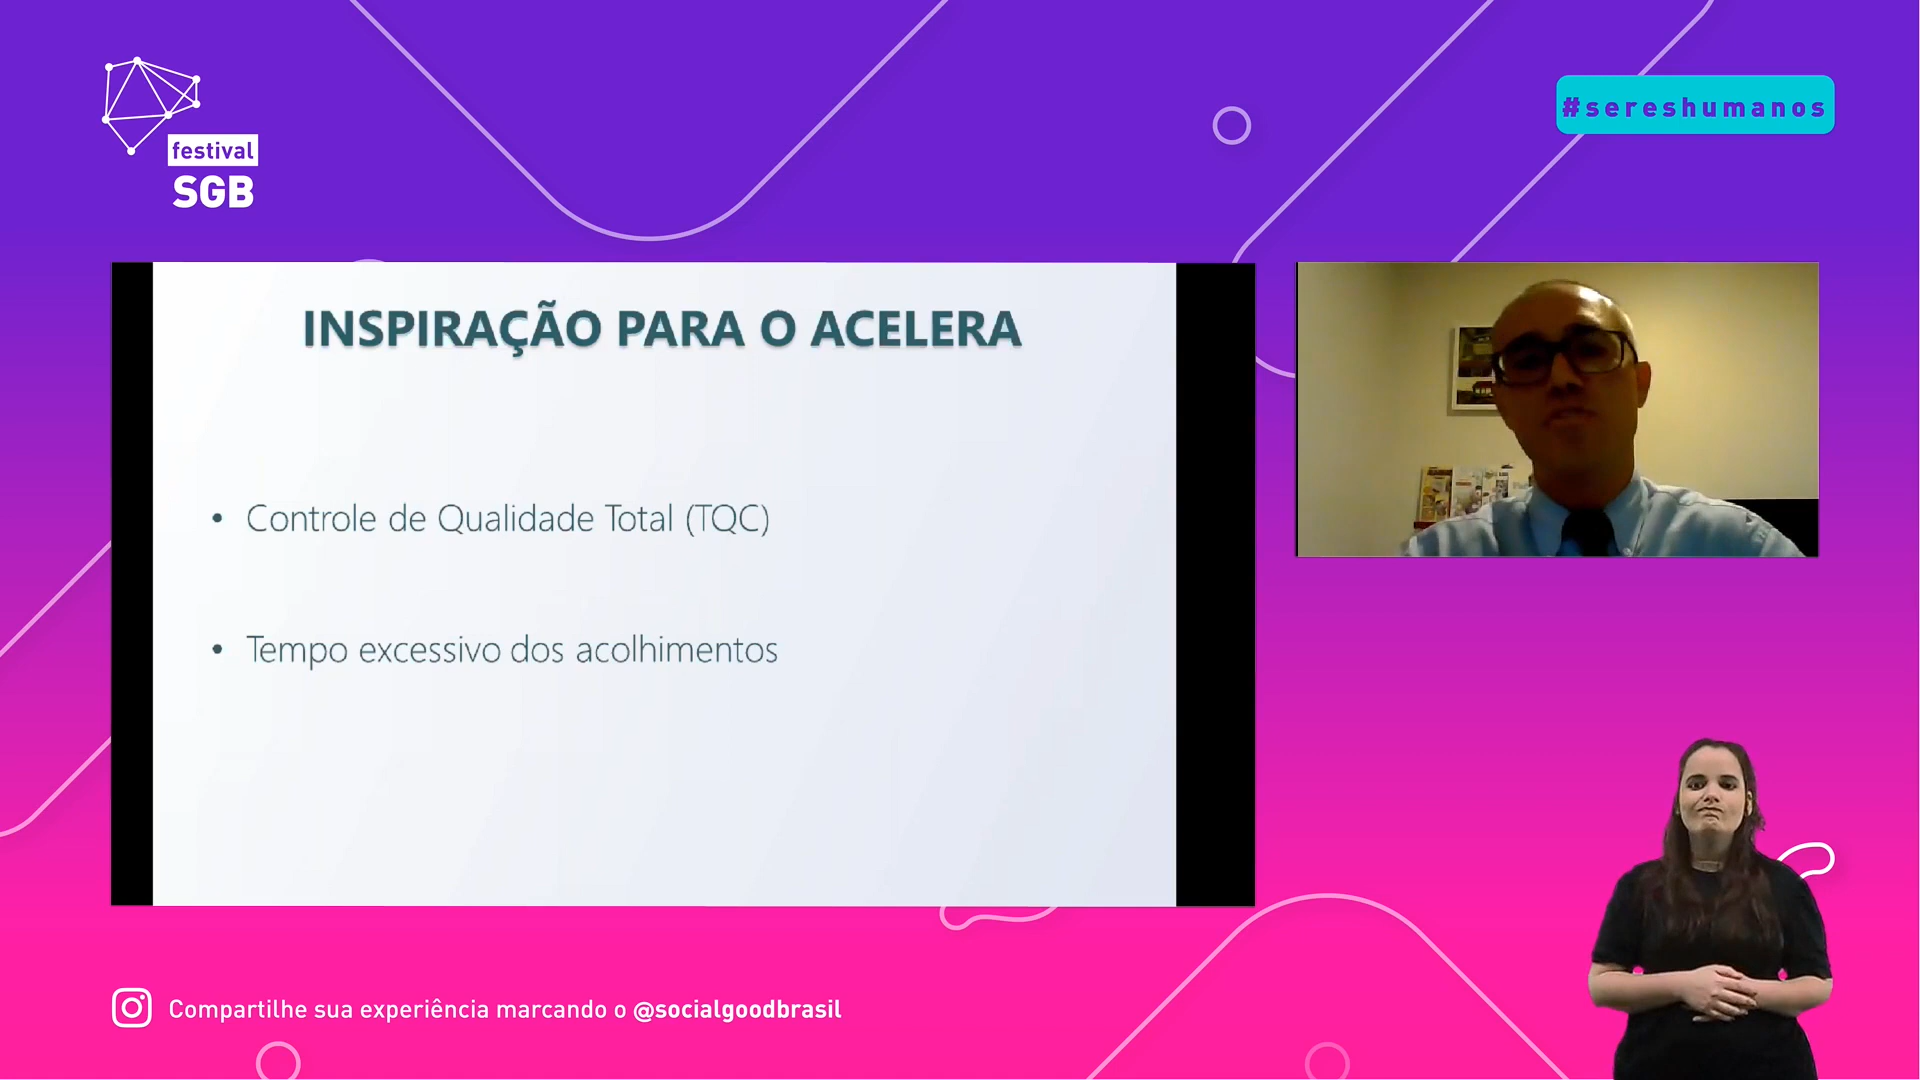 festival
SGB
#sereshumanos
INSPIRAÇÃO PARA O ACELERA
• Controle de Qualidade Total (TQC)
• Tempo excessivo dos acolhimentos
Compartilhe sua experiência marcando o @socialgoodbrasil